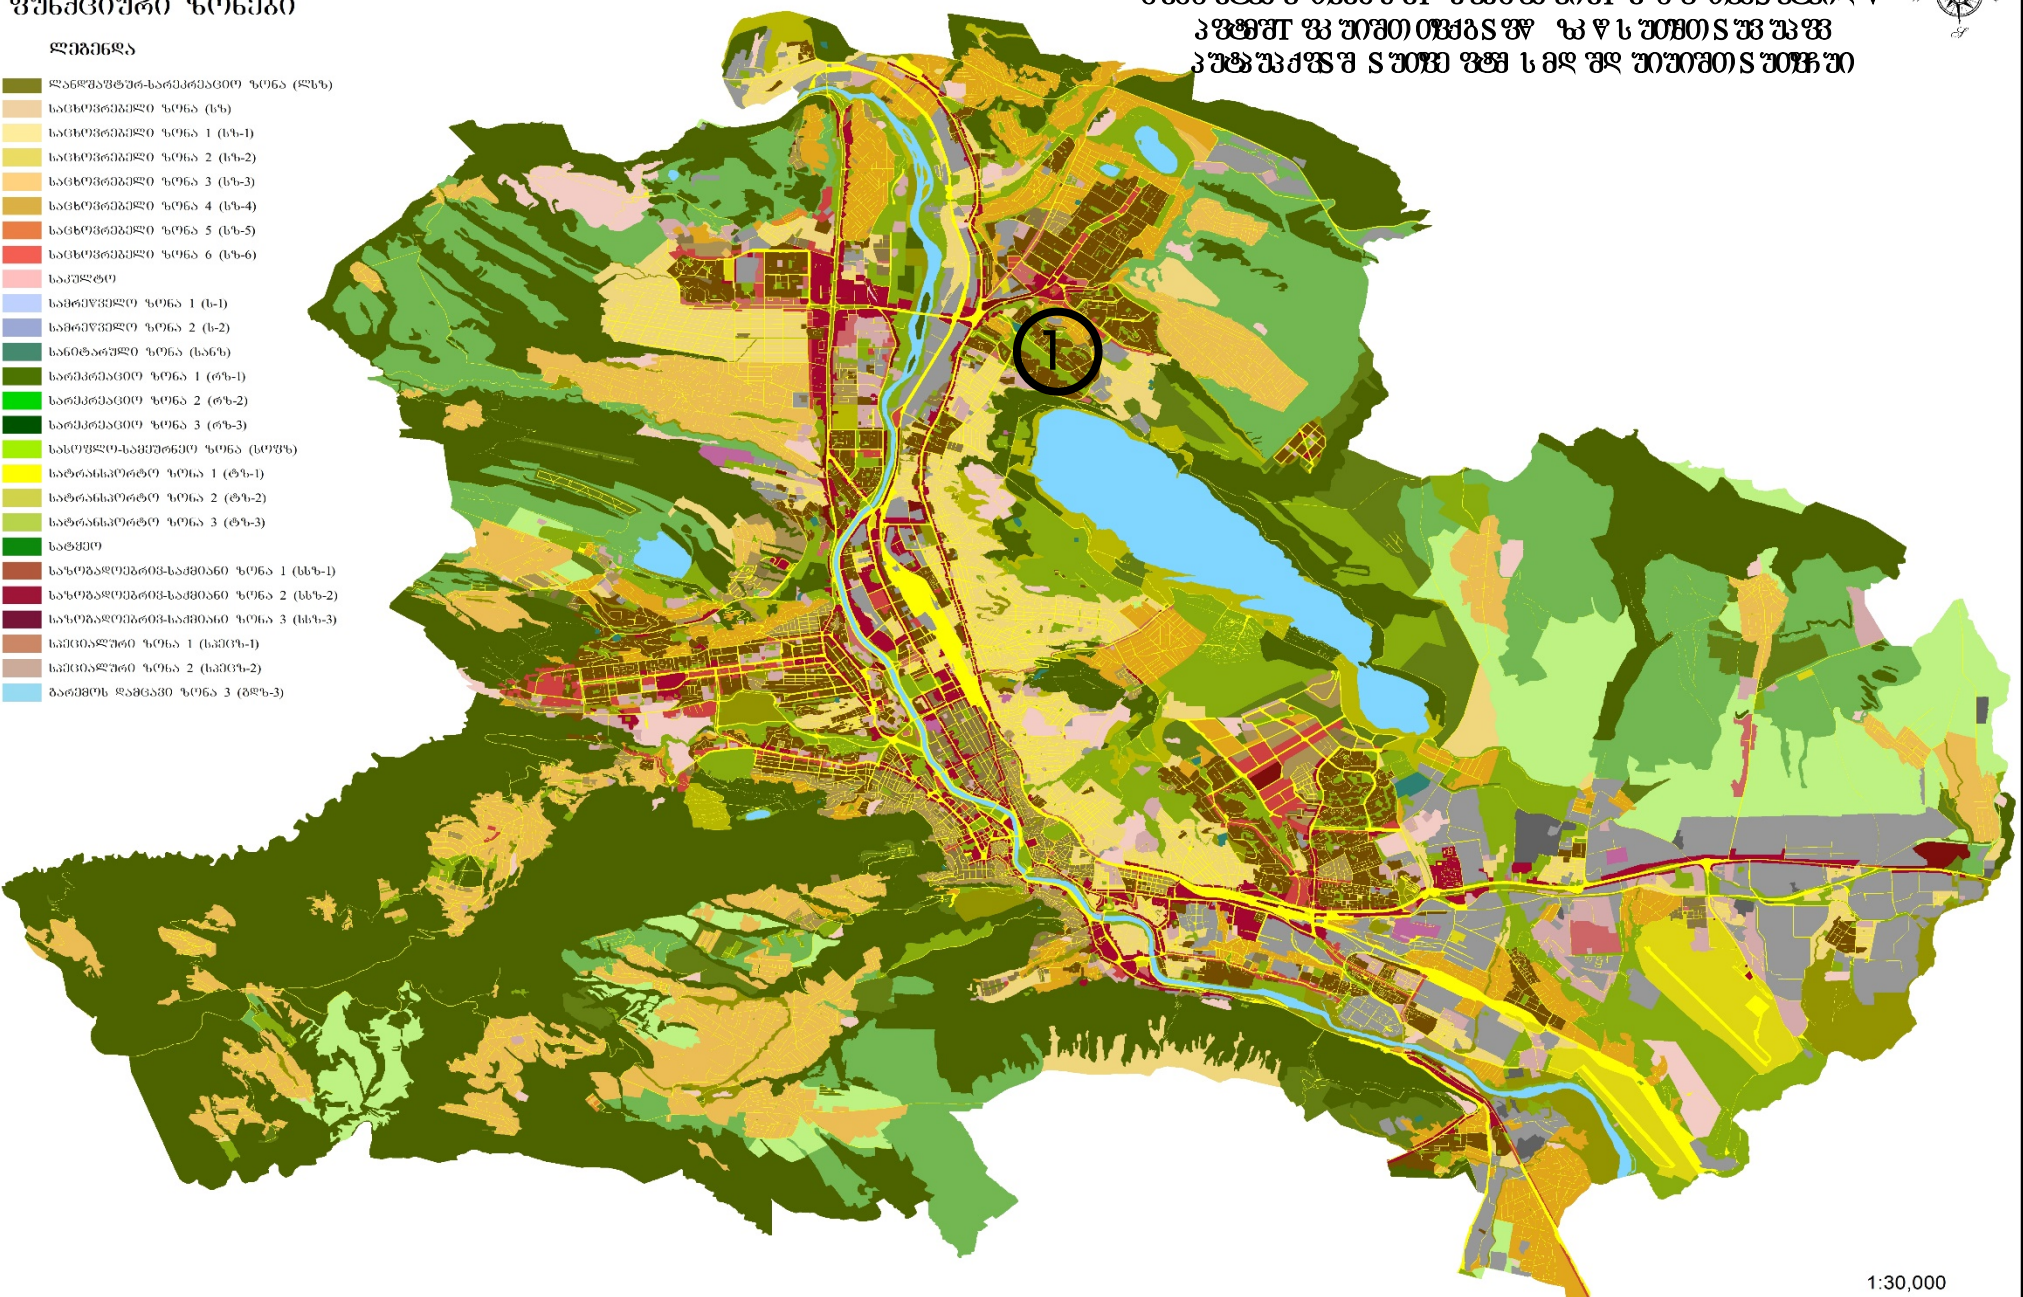 ფუნქციური ზონები
ლეგენდა
ლანდშაფტურ-სარეკრეაციო ზონა (ლსზ)
საცხოვრებელი ზონა (სზ)
საცხოვრებელი ზონა 1 (სზ-1)
საცხოვრებელი ზონა 2 (სზ-2)
საცხოვრებელი ზონა 3 (სზ-3)
საცხოვრებელი ზონა 4 (სზ-4)
საცხოვრებელი ზონა 5 (სზ-5)
საცხოვრებელი ზონა 6 (სზ-6)
საკულტო
სამრეწველო ზონა 1 (ს-1)
სამრეწველო ზონა 2 (ს-2)
სანიტარული ზონა (სანზ)
სარეკრეაციო ზონა 1 (რზ-1)
სარეკრეაციო ზონა 2 (რზ-2)
სარეკრეაციო ზონა 3 (რზ-3)
სასოფლო-სამეურნეო ზონა (სოფზ)
სატრანსპორტო ზონა 1 (ტზ-1)
სატრანსპორტო ზონა 2 (ტზ-2)
სატრანსპორტო ზონა 3 (ტზ-3)
სატყეო
საზოგადოებრივ-საქმიანი ზონა 1 (სსზ-1)
საზოგადოებრივ-საქმიანი ზონა 2 (სსზ-2)
საზოგადოებრივ-საქმიანი ზონა 3 (სსზ-3)
სპეციალური ზონა 1 (სპეცზ-1)
სპეციალური ზონა 2 (სპეცზ-2)
გარემოს დამცავი ზონა 3 (გდზ-3)
1
1:30,000